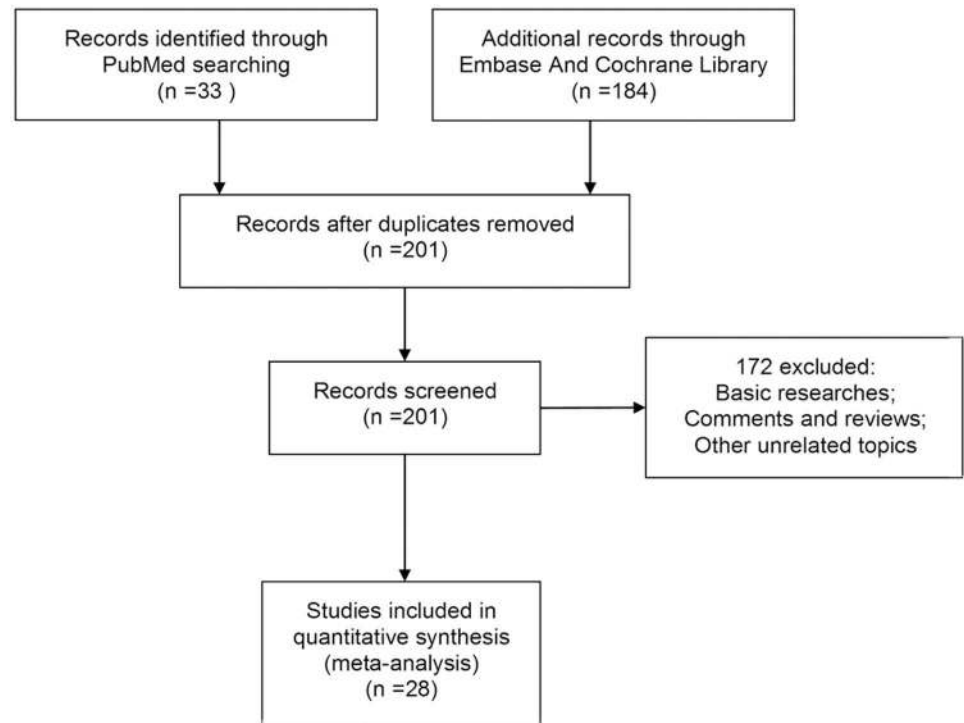 Records identified through
PubMed searching
(n =33 )
Additional records through
Embase And Cochrane Library
(n =184)
Records after duplicates removed
(n =201)
Records screened
(n =201)
172 excluded:
Basic researches;
Comments and reviews;
Other unrelated topics
Studies included in
quantitative synthesis
(meta-analysis)
(n =28)